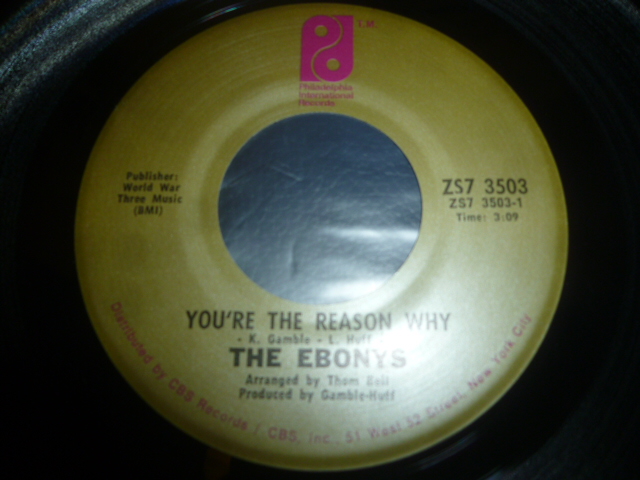 T.M.
Philadelphia
International
Records
Publisher:
World War
Three Music
(BMI)
ZS7 3503
ZS7 3503-1
Time: 3:09
YOU'RE THE REASON WHY
- K. Gamble - L. Huff
THE EBONYS
Arranged by Thom Bell
Produced by Gamble-Huff
Distributed by CBS Records / CBS, Inc., 51 West 52 Street, New York City